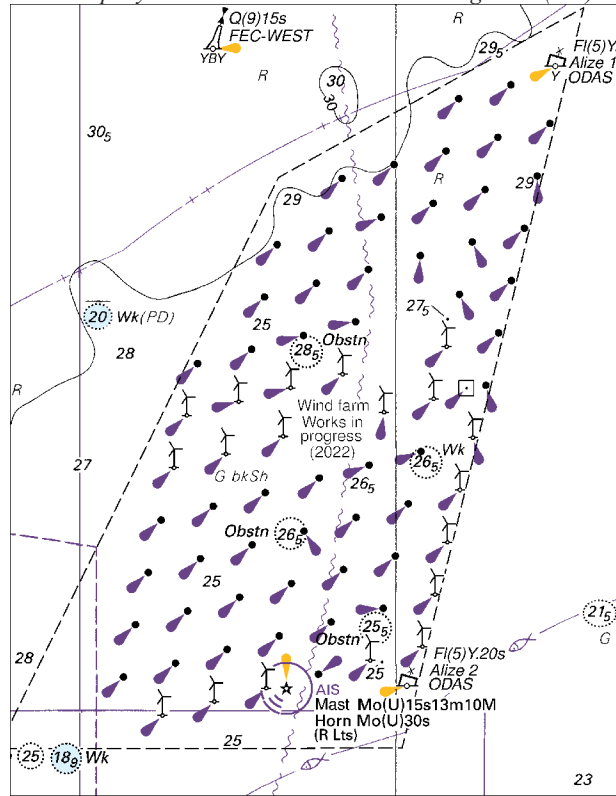 Q(9)15s
FEC-WEST
YBY
R
R
29₅
Fl(5)Y.
Alize 1
ODAS
Y
30
30
30₅
R
29
29
20 Wk(PD)
25
27₅
28
Obstn
28₅
R
Wind farm
Works in
progress
(2022)
27
Wk
26₅
G bkSh
26₅
Obstn
26₅
25
21₅
G
25₅
Obstn
28
25
Fl(5)Y.20s
Alize 2
ODAS
AIS
Mast Mo(U)15s13m10M
Horn Mo(U)30s
(R Lts)
25
25
18₉ Wk
23